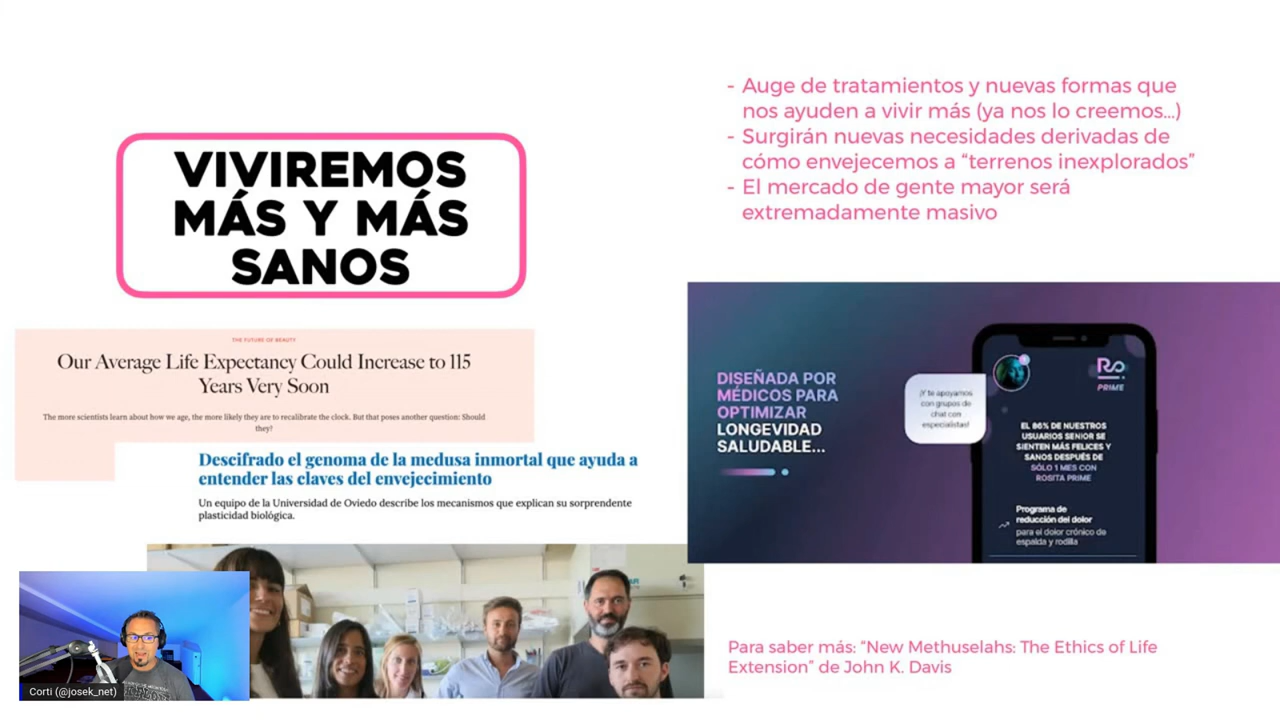 VIVIREMOS
MÁS Y MÁS
SANOS
- Auge de tratamientos y nuevas formas que
nos ayuden a vivir más (ya nos lo creemos...)
- Surgirán nuevas necesidades derivadas de
cómo envejecemos a “terrenos inexplorados”
- El mercado de gente mayor será
extremadamente masivo
THE FUTURE OF BEAUTY
Our Average Life Expectancy Could Increase to 115
Years Very Soon
The more scientists learn about how we age, the more likely they are to recalibrate the clock. But that poses another question: Should
they?
Descifrado el genoma de la medusa inmortal que ayuda a
entender las claves del envejecimiento
Un equipo de la Universidad de Oviedo describe los mecanismos que explican su sorprendente
plasticidad biológica.
DISEÑADA POR
MÉDICOS PARA
OPTIMIZAR
LONGEVIDAD
SALUDABLE...
¡Y te apoyamos
con grupos de
chat con
especialistas!
Ro
PRIME
EL 86% DE NUESTROS
USUARIOS SENIOR SE
SIENTEN MÁS FELICES Y
SANOS DESPUÉS DE
SÓLO 1 MES CON
ROSITA PRIME
Programa de
reducción del dolor
para el dolor crónico de
espalda y rodilla
Corti (@josek_net)
Para saber más: “New Methuselahs: The Ethics of Life
Extension” de John K. Davis